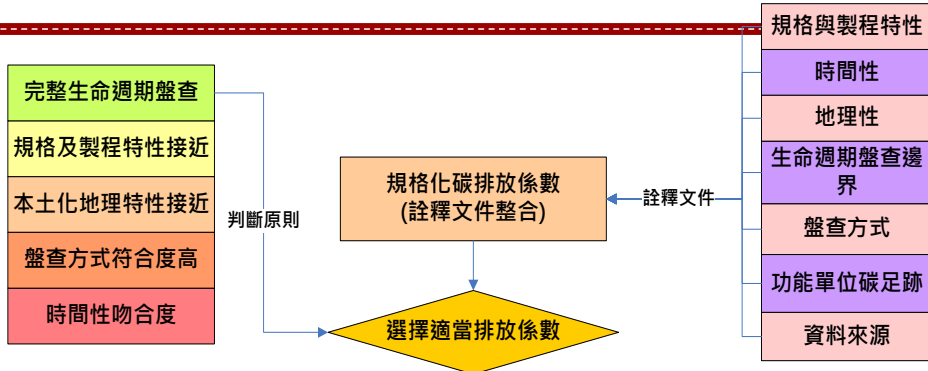 完整生命週期盤查
規格及製程特性接近
本土化地理特性接近
盤查方式符合度高
時間性吻合度
判斷原則
規格化碳排放係數
(詮釋文件整合)
選擇適當排放係數
詮釋文件
規格與製程特性
時間性
地理性
生命週期盤查邊
界
盤查方式
功能單位碳足跡
資料來源